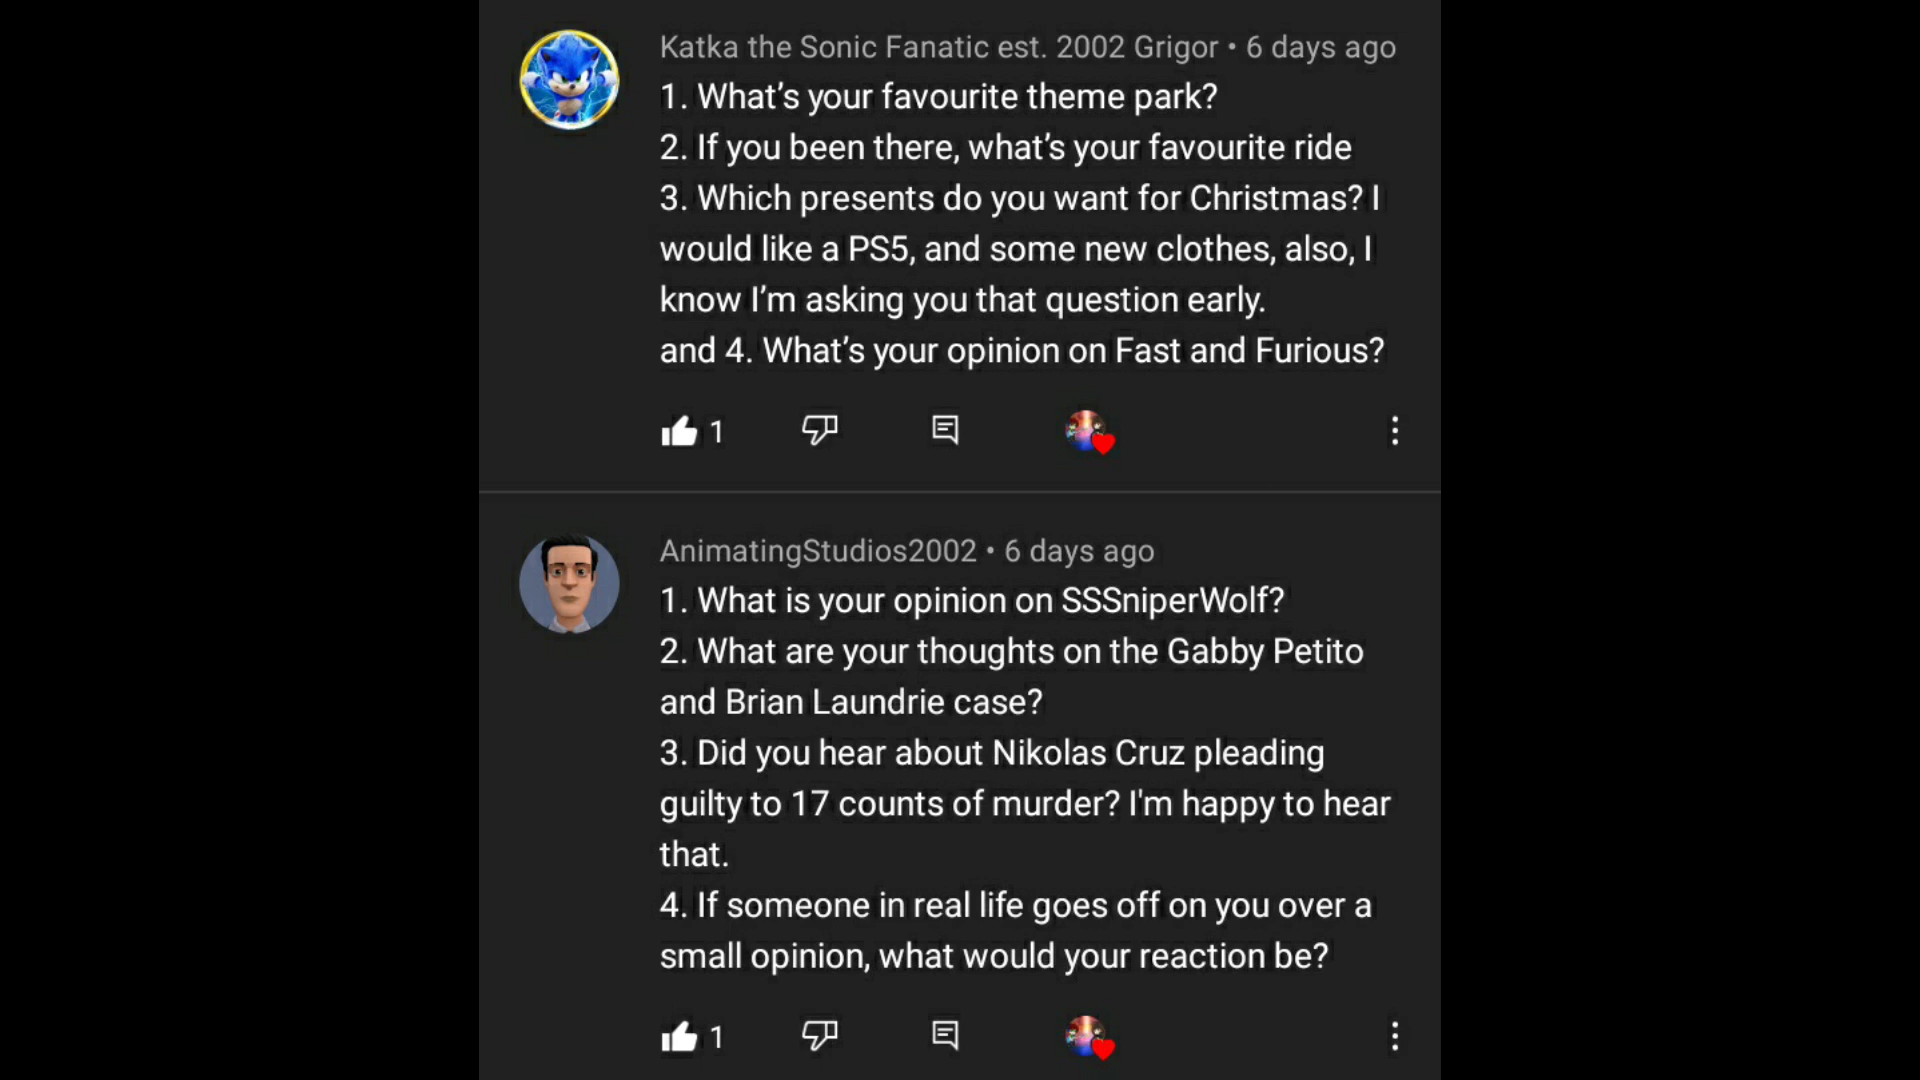 Katka the Sonic Fanatic est. 2002 Grigor • 6 days ago
1. What’s your favourite theme park?
2. If you been there, what’s your favourite ride
3. Which presents do you want for Christmas? I
would like a PS5, and some new clothes, also, I
know I’m asking you that question early.
and 4. What’s your opinion on Fast and Furious?
1
AnimatingStudios2002 • 6 days ago
1. What is your opinion on SSSniperWolf?
2. What are your thoughts on the Gabby Petito
and Brian Laundrie case?
3. Did you hear about Nikolas Cruz pleading
guilty to 17 counts of murder? I'm happy to hear
that.
4. If someone in real life goes off on you over a
small opinion, what would your reaction be?
1